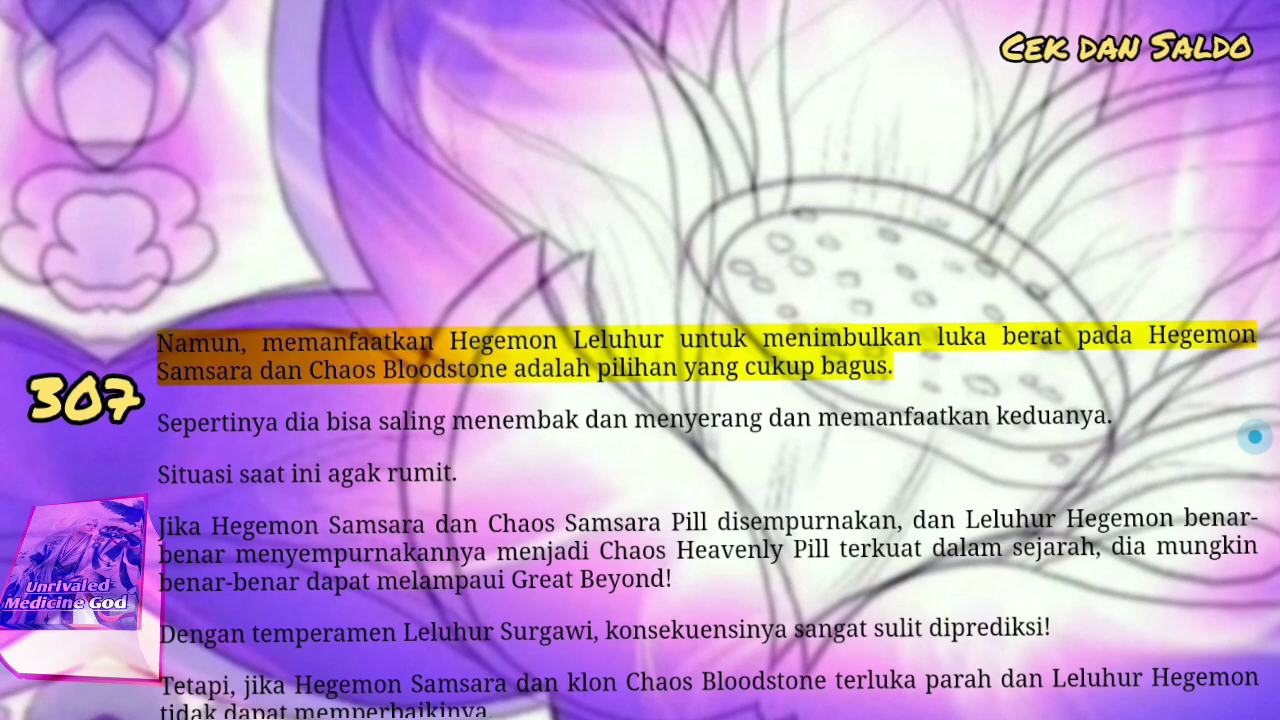 Cek dan Saldo
Namun, memanfaatkan Hegemon Leluhur untuk menimbulkan luka berat pada Hegemon
Samsara dan Chaos Bloodstone adalah pilihan yang cukup bagus.
307
Sepertinya dia bisa saling menembak dan menyerang dan memanfaatkan keduanya.
Situasi saat ini agak rumit.
Jika Hegemon Samsara dan Chaos Samsara Pill disempurnakan, dan Leluhur Hegemon benar-
benar menyempurnakannya menjadi Chaos Heavenly Pill terkuat dalam sejarah, dia mungkin
benar-benar dapat melampaui Great Beyond!
Unrivaled
Medicine God
Dengan temperamen Leluhur Surgawi, konsekuensinya sangat sulit diprediksi!
Tetapi, jika Hegemon Samsara dan klon Chaos Bloodstone terluka parah dan Leluhur Hegemon
tidak dapat memperbaikinya